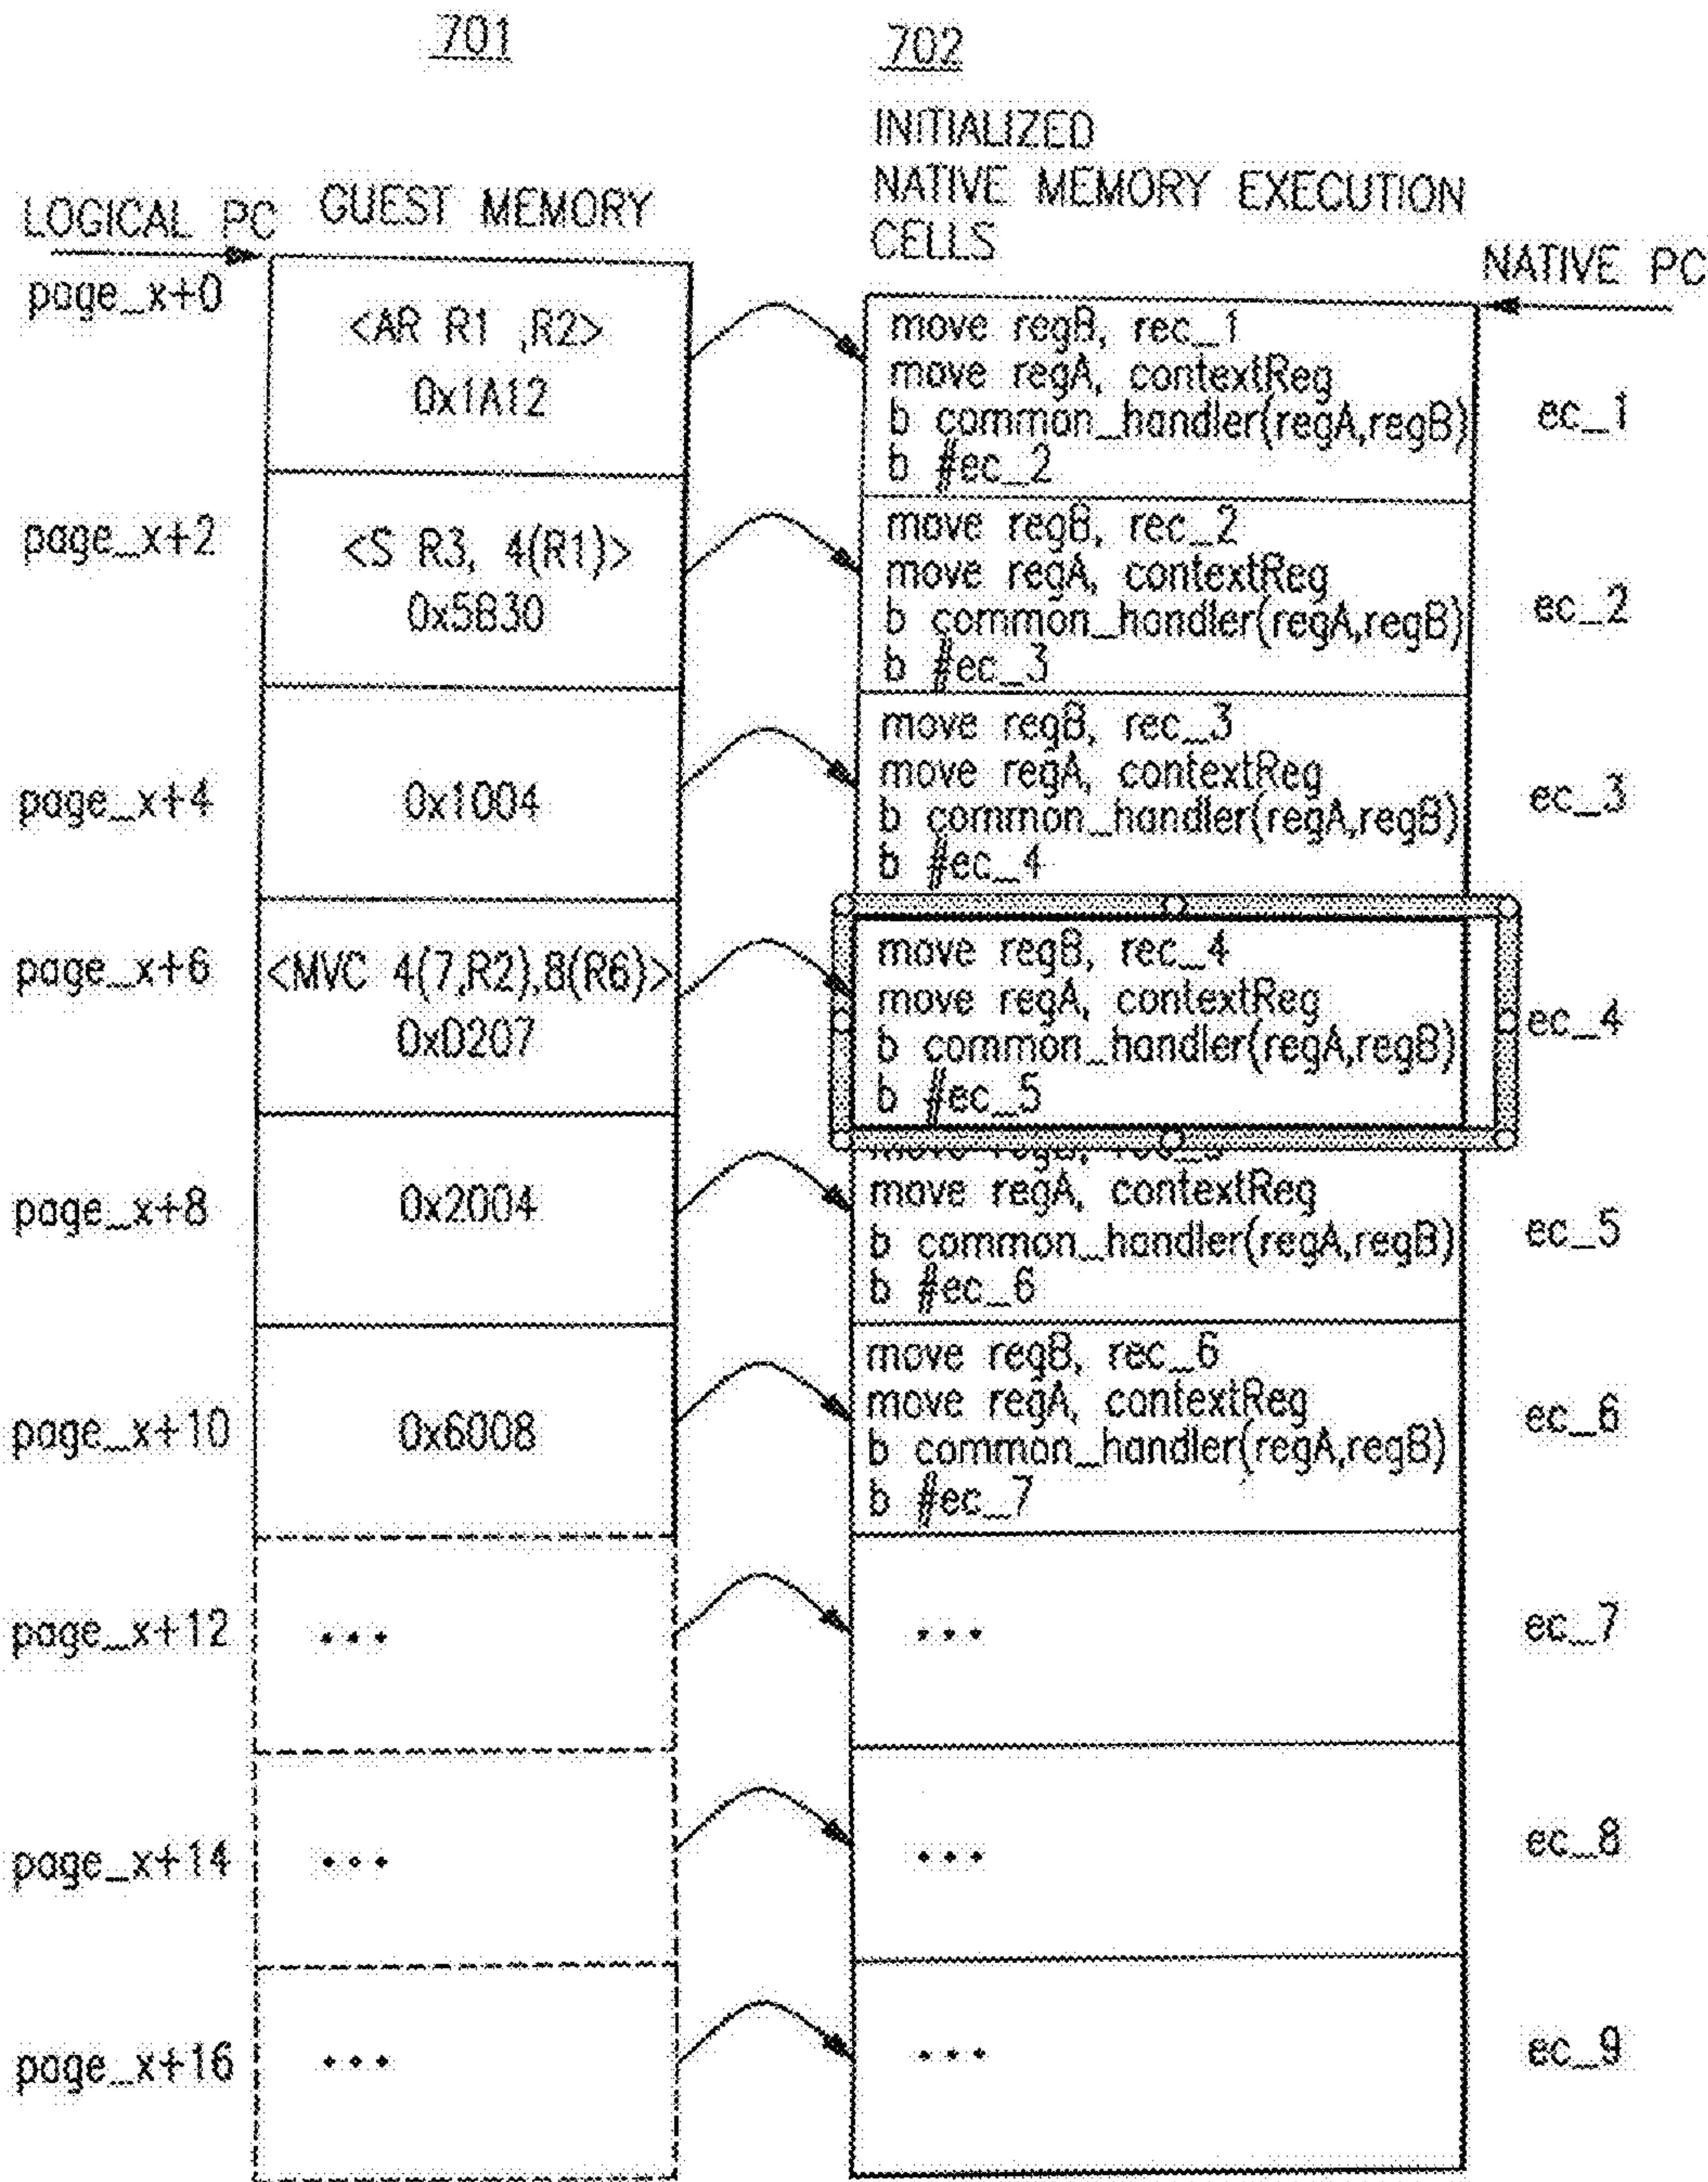 701
702
INITIALIZED
NATIVE MEMORY EXECUTION
CELLS
LOGICAL PC
GUEST MEMORY
NATIVE PC
page_x+0
<AR R1 ,R2>
0x1A12
move regB, rec_1
move regA, contextReg
b common_handler(regA,regB)
b #ec_2
ec_1
page_x+2
<S R3, 4(R1)>
0x5B30
move regB, rec_2
move regA, contextReg
b common_handler(regA,regB)
b #ec_3
ec_2
page_x+4
0x1004
move regB, rec_3
move regA, contextReg
b common_handler(regA,regB)
b #ec_4
ec_3
page_x+6
<MVC 4(7,R2),8(R6)>
0xD207
move regB, rec_4
move regA, contextReg
b common_handler(regA,regB)
b #ec_5
ec_4
page_x+8
0x2004
move regA, contextReg
b common_handler(regA,regB)
b #ec_6
ec_5
page_x+10
0x6008
move regB, rec_6
move regA, contextReg
b common_handler(regA,regB)
b #ec_7
ec_6
page_x+12
...
...
ec_7
page_x+14
...
...
ec_8
page_x+16
...
...
ec_9